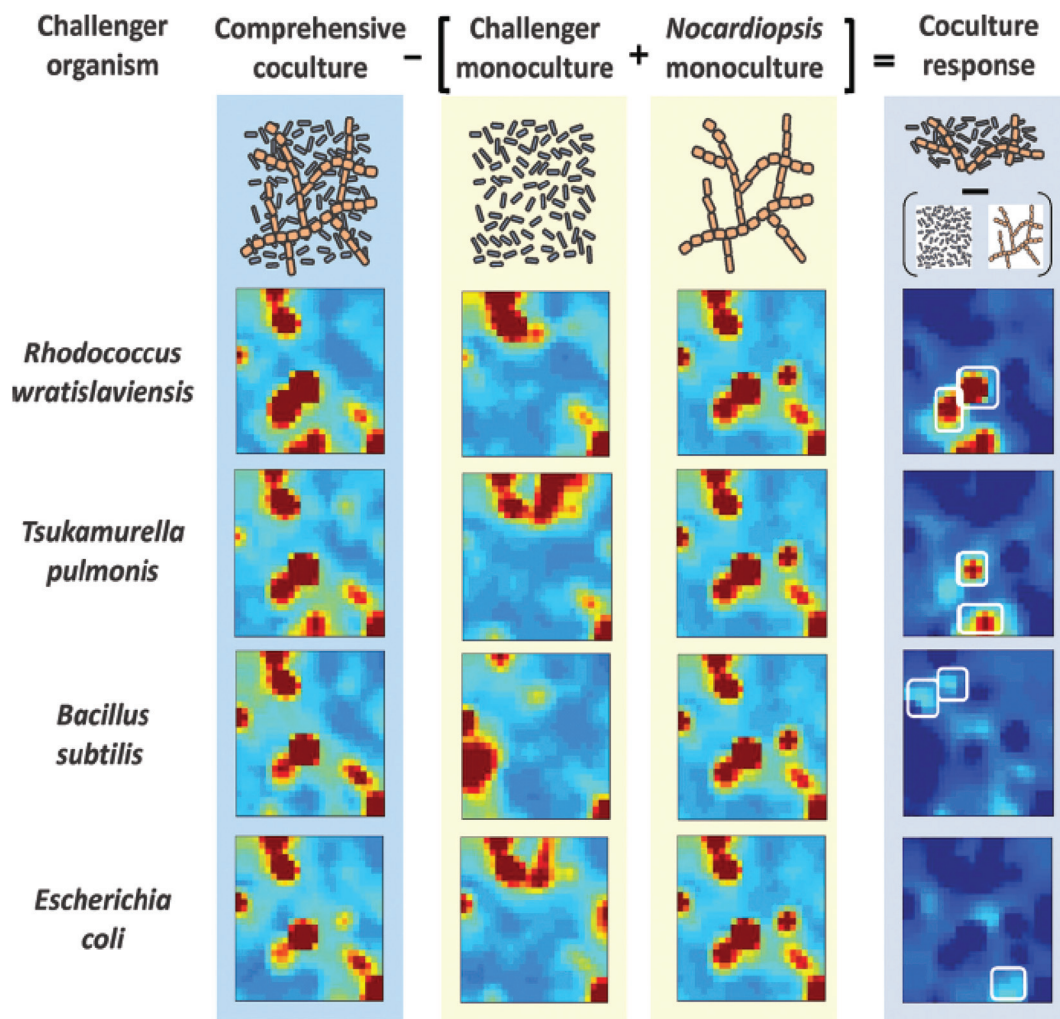 Challenger organism
Comprehensive coculture
–
[
Challenger monoculture
+
Nocardiopsis monoculture
]
=
Coculture response
Rhodococcus
wratislaviensis
Tsukamurella
pulmonis
Bacillus
subtilis
Escherichia
coli